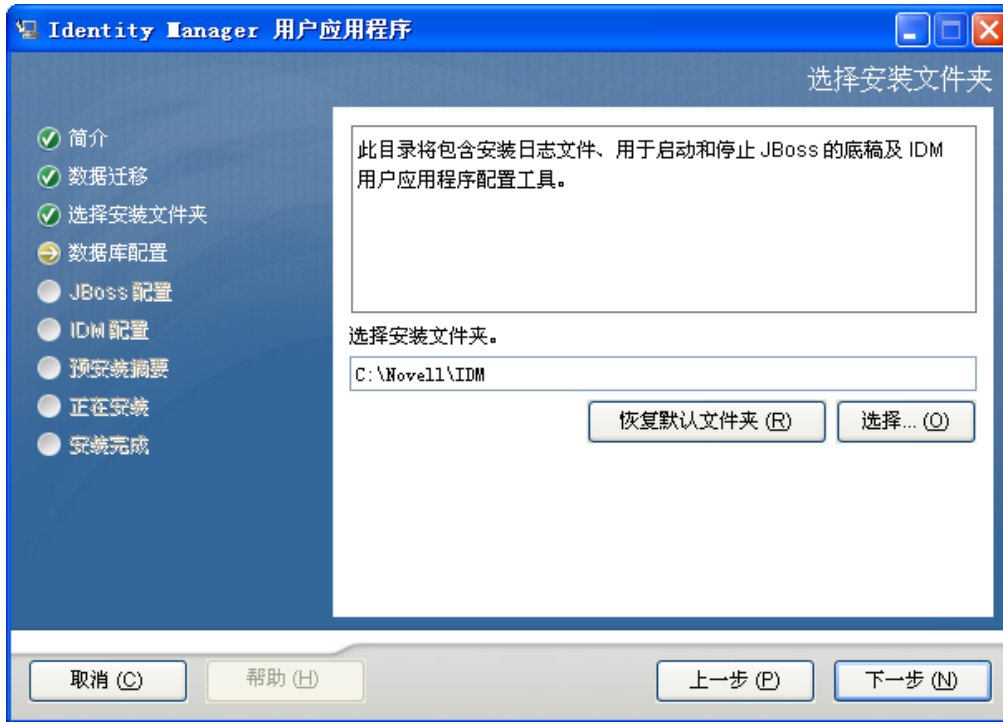 Identity Manager 用户应用程序
选择安装文件夹
简介
数据迁移
选择安装文件夹
数据库配置
JBoss 配置
IDM 配置
预安装摘要
正在安装
安装完成
此目录将包含安装日志文件、用于启动和停止 JBoss 的底稿及 IDM
用户应用程序配置工具。
选择安装文件夹。
C:\Novell\IDM
恢复默认文件夹 (R)
选择... (O)
取消 (C)
帮助 (H)
上一步 (P)
下一步 (N)